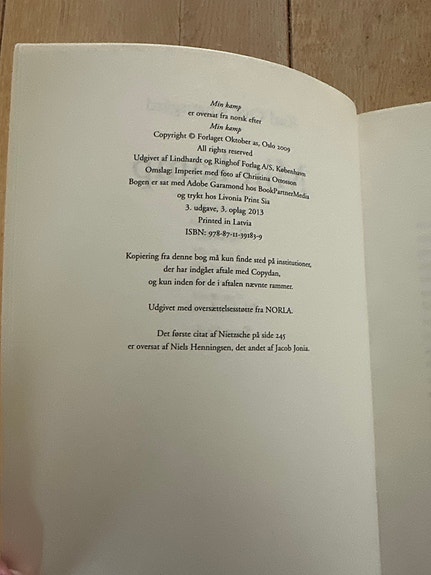 Min kamp
er oversat fra norsk efter
Min kamp
Copyright © Forlaget Oktober as, Oslo 2009
All rights reserved
Udgivet af Lindhardt og Ringhof Forlag A/S, København
Omslag: Imperiet med foto af Christina Ottosson
Bogen er sat med Adobe Garamond hos BookPartnerMedia
og trykt hos Livonia Print Sia
3. udgave, 3. oplag 2013
Printed in Latvia
ISBN: 978-87-11-39183-9
Kopiering fra denne bog må kun finde sted på institutioner,
der har indgået aftale med Copydan,
og kun inden for de i aftalen nævnte rammer.
Udgivet med oversættelsesstøtte fra NORLA.
Det første citat af Nietzsche på side 245
er oversat af Niels Henningsen, det andet af Jacob Jonia.